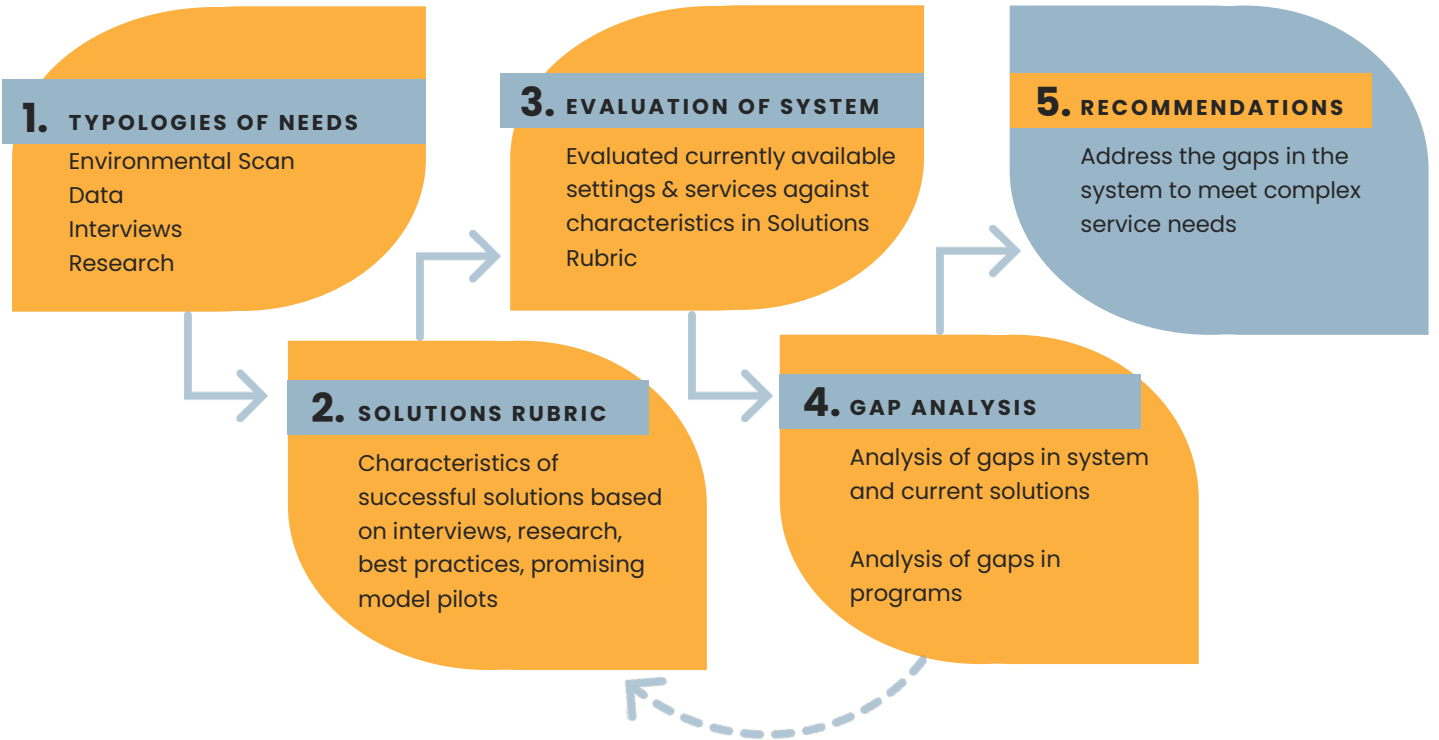 1. TYPOLOGIES OF NEEDS
Environmental Scan
Data
Interviews
Research
2. SOLUTIONS RUBRIC
Characteristics of
successful solutions based
on interviews, research,
best practices, promising
model pilots
3. EVALUATION OF SYSTEM
Evaluated currently available
settings & services against
characteristics in Solutions
Rubric
4. GAP ANALYSIS
Analysis of gaps in system
and current solutions
Analysis of gaps in
programs
5. RECOMMENDATIONS
Address the gaps in the
system to meet complex
service needs